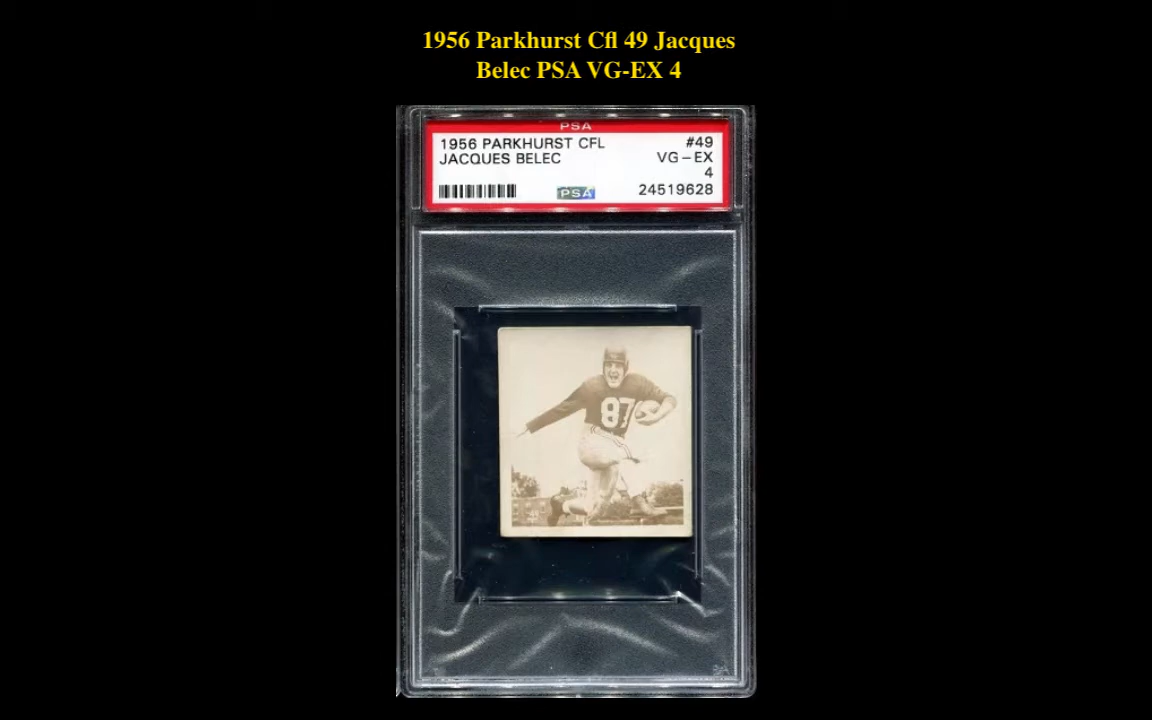 1956 Parkhurst Cfl 49 Jacques
Belec PSA VG-EX 4
PSA
1956 PARKHURST CFL #49
JACQUES BELEC VG-EX
4
PSA 24519628
87